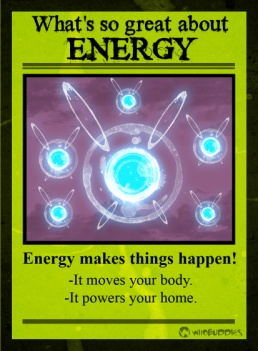 What's so great about
ENERGY
Energy makes things happen!
-It moves your body.
-It powers your home.